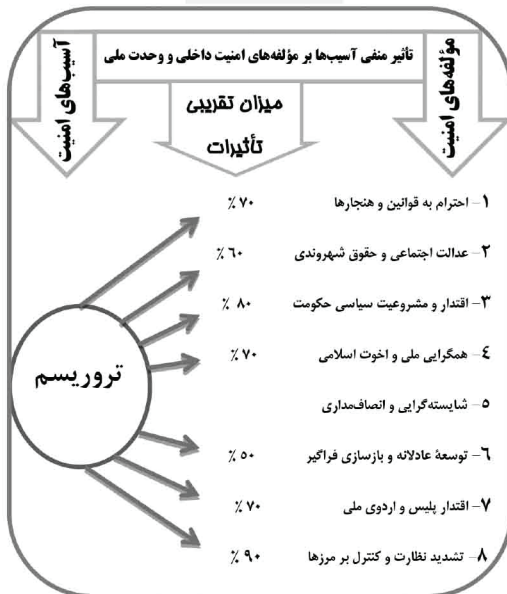 تأثیر منفی آسیب‌ها بر مؤلفه‌های امنیت داخلی و وحدت ملی
مؤلفه‌های امنیت
میزان تقریبی
تأثیرات
آسیب‌های امنیت
۱- احترام به قوانین و هنجارها ۷۰٪
۲- عدالت اجتماعی و حقوق شهروندی ۶۰٪
۳- اقتدار و مشروعیت سیاسی حکومت ۸۰٪
۴- همگرایی ملی و اخوت اسلامی ۷۰٪
۵- شایسته‌گرایی و انصاف‌مداری
۶- توسعهٔ عادلانه و بازسازی فراگیر ۵۰٪
۷- اقتدار پلیس و اردوی ملی ۷۰٪
۸- تشدید نظارت و کنترل بر مرزها ۹۰٪
تروریسم